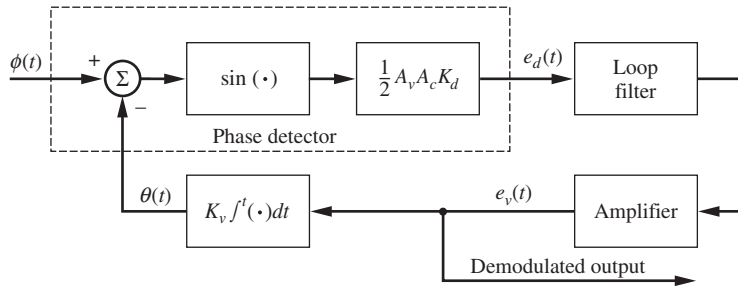 ϕ(t)
+
Σ
−
sin (·)
1/2 A_v A_c K_d
e_d(t)
Loop
filter
Phase detector
θ(t)
K_v ∫^t (·)dt
e_v(t)
Amplifier
Demodulated output